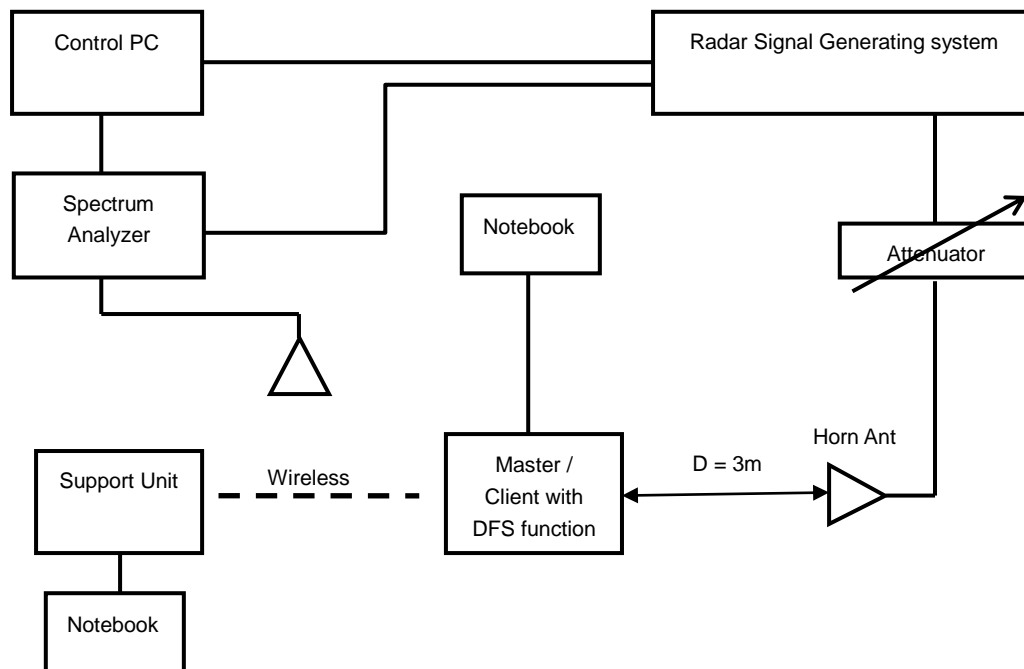 Control PC
Radar Signal Generating system
Spectrum
Analyzer
Notebook
Attenuator
Horn Ant
Support Unit
Wireless
Master /
Client with
DFS function
D = 3m
Notebook